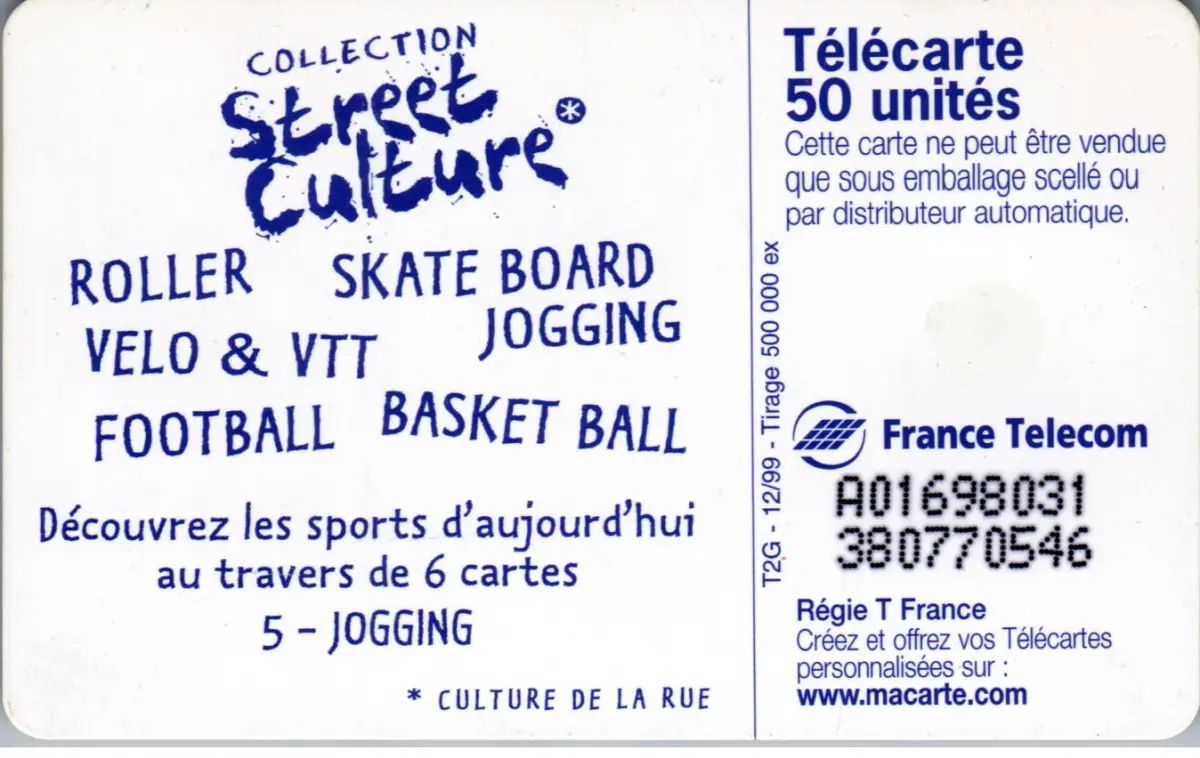 COLLECTION
Street
Culture*
ROLLER
SKATE BOARD
VELO & VTT
JOGGING
FOOTBALL
BASKET BALL
Découvrez les sports d'aujourd'hui
au travers de 6 cartes
5 - JOGGING
* CULTURE DE LA RUE
T2G - 12/99 - Tirage 500 000 ex
Télécarte
50 unités
Cette carte ne peut être vendue
que sous emballage scellé ou
par distributeur automatique.
France Telecom
A01698031
380770546
Régie T France
Créez et offrez vos Télécartes
personnalisées sur :
www.macarte.com